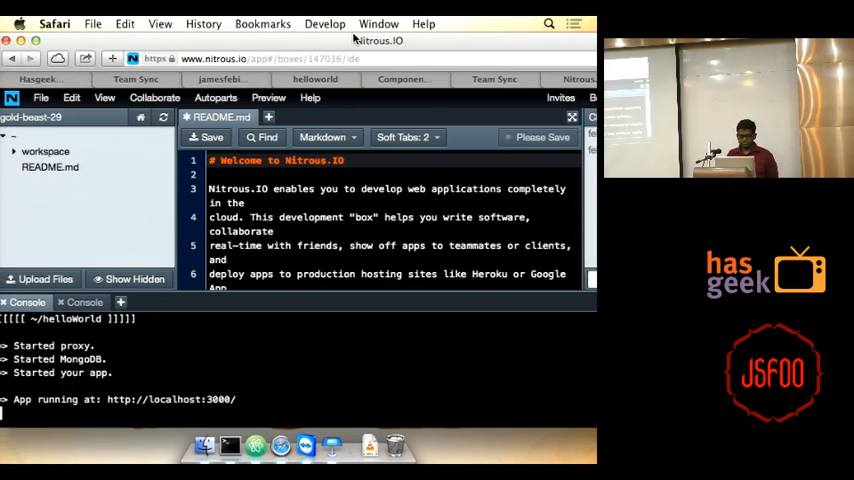 Safari File Edit View History Bookmarks Develop Window Help
Nitrous.IO
https www.nitrous.io/app#/boxes/147036/ide
Hasgeek... Team Sync jamesfebi... helloworld Componen... Team Sync Nitrous.
N File Edit View Collaborate Autoparts Preview Help Invites
gold-beast-29
README.md
Save Find Markdown Soft Tabs: 2 Please Save
~
workspace
README.md
1 # Welcome to Nitrous.IO
2
3 Nitrous.IO enables you to develop web applications completely
in the
4 cloud. This development "box" helps you write software,
collaborate
5 real-time with friends, show off apps to teammates or clients,
and
6 deploy apps to production hosting sites like Heroku or Google
App
Upload Files Show Hidden
Console Console
[[[[[ ~/helloWorld ]]]]]
=> Started proxy.
=> Started MongoDB.
=> Started your app.
=> App running at: http://localhost:3000/
has
geek
JSFOO